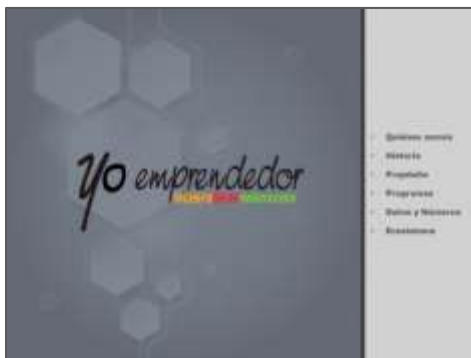 yo emprendedor
Quiénes somos
Historia
Propósito
Programas
Datos y Números
Ecosistema